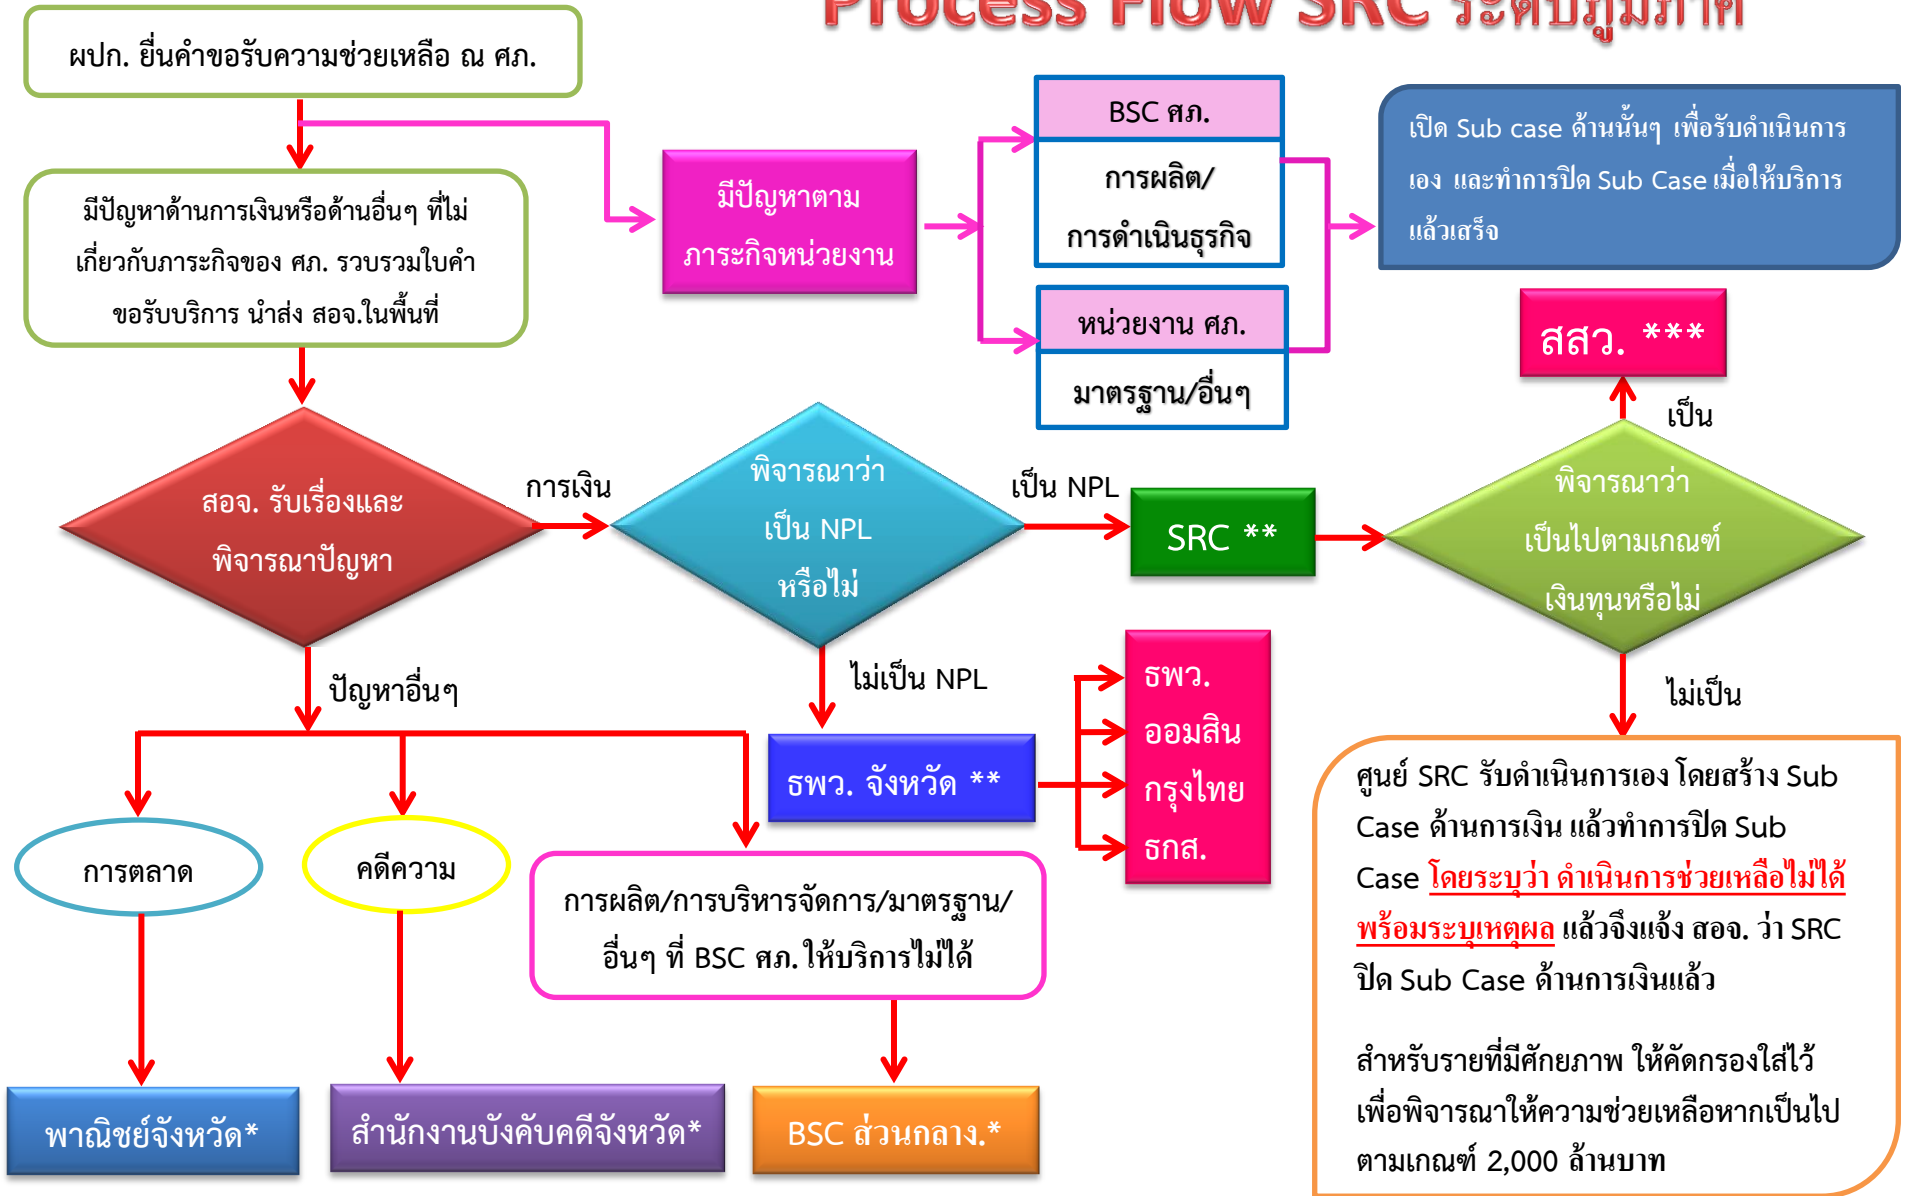 Process Flow SRC ระดับภูมิภาค
ผปก. ยื่นคำขอรับความช่วยเหลือ ณ ศภ.
มีปัญหาด้านการเงินหรือด้านอื่นๆ ที่ไม่
เกี่ยวกับภาระกิจของ ศภ. รวบรวมใบคำ
ขอรับบริการ นำส่ง สอจ.ในพื้นที่
มีปัญหาตาม
ภาระกิจหน่วยงาน
BSC ศภ.
การผลิต/
การดำเนินธุรกิจ
หน่วยงาน ศภ.
มาตรฐาน/อื่นๆ
เปิด Sub case ด้านนั้นๆ เพื่อรับดำเนินการ
เอง และทำการปิด Sub Case เมื่อให้บริการ
แล้วเสร็จ
สสว. ***
เป็น
สอจ. รับเรื่องและ
พิจารณาปัญหา
การเงิน
พิจารณาว่า
เป็น NPL
หรือไม่
เป็น NPL
SRC **
พิจารณาว่า
เป็นไปตามเกณฑ์
เงินทุนหรือไม่
ปัญหาอื่นๆ
ไม่เป็น NPL
ไม่เป็น
ธพว. จังหวัด **
ธพว.
ออมสิน
กรุงไทย
ธกส.
การตลาด
คดีความ
การผลิต/การบริหารจัดการ/มาตรฐาน/
อื่นๆ ที่ BSC ศภ. ให้บริการไม่ได้
ศูนย์ SRC รับดำเนินการเอง โดยสร้าง Sub
Case ด้านการเงิน แล้วทำการปิด Sub
Case โดยระบุว่า ดำเนินการช่วยเหลือไม่ได้
พร้อมระบุเหตุผล แล้วจึงแจ้ง สอจ. ว่า SRC
ปิด Sub Case ด้านการเงินแล้ว
สำหรับรายที่มีศักยภาพ ให้คัดกรองใส่ไว้
เพื่อพิจารณาให้ความช่วยเหลือหากเป็นไป
ตามเกณฑ์ 2,000 ล้านบาท
พาณิชย์จังหวัด*
สำนักงานบังคับคดีจังหวัด*
BSC ส่วนกลาง.*